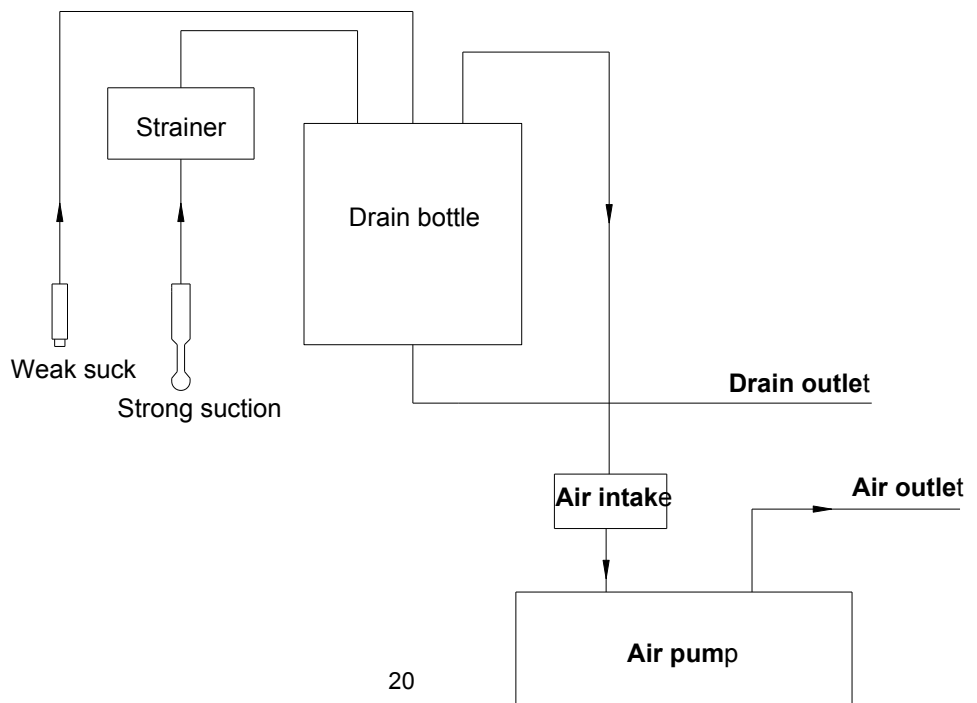 Strainer
Drain bottle
Weak suck
Strong suction
Drain outlet
Air intake
Air outlet
Air pump
20